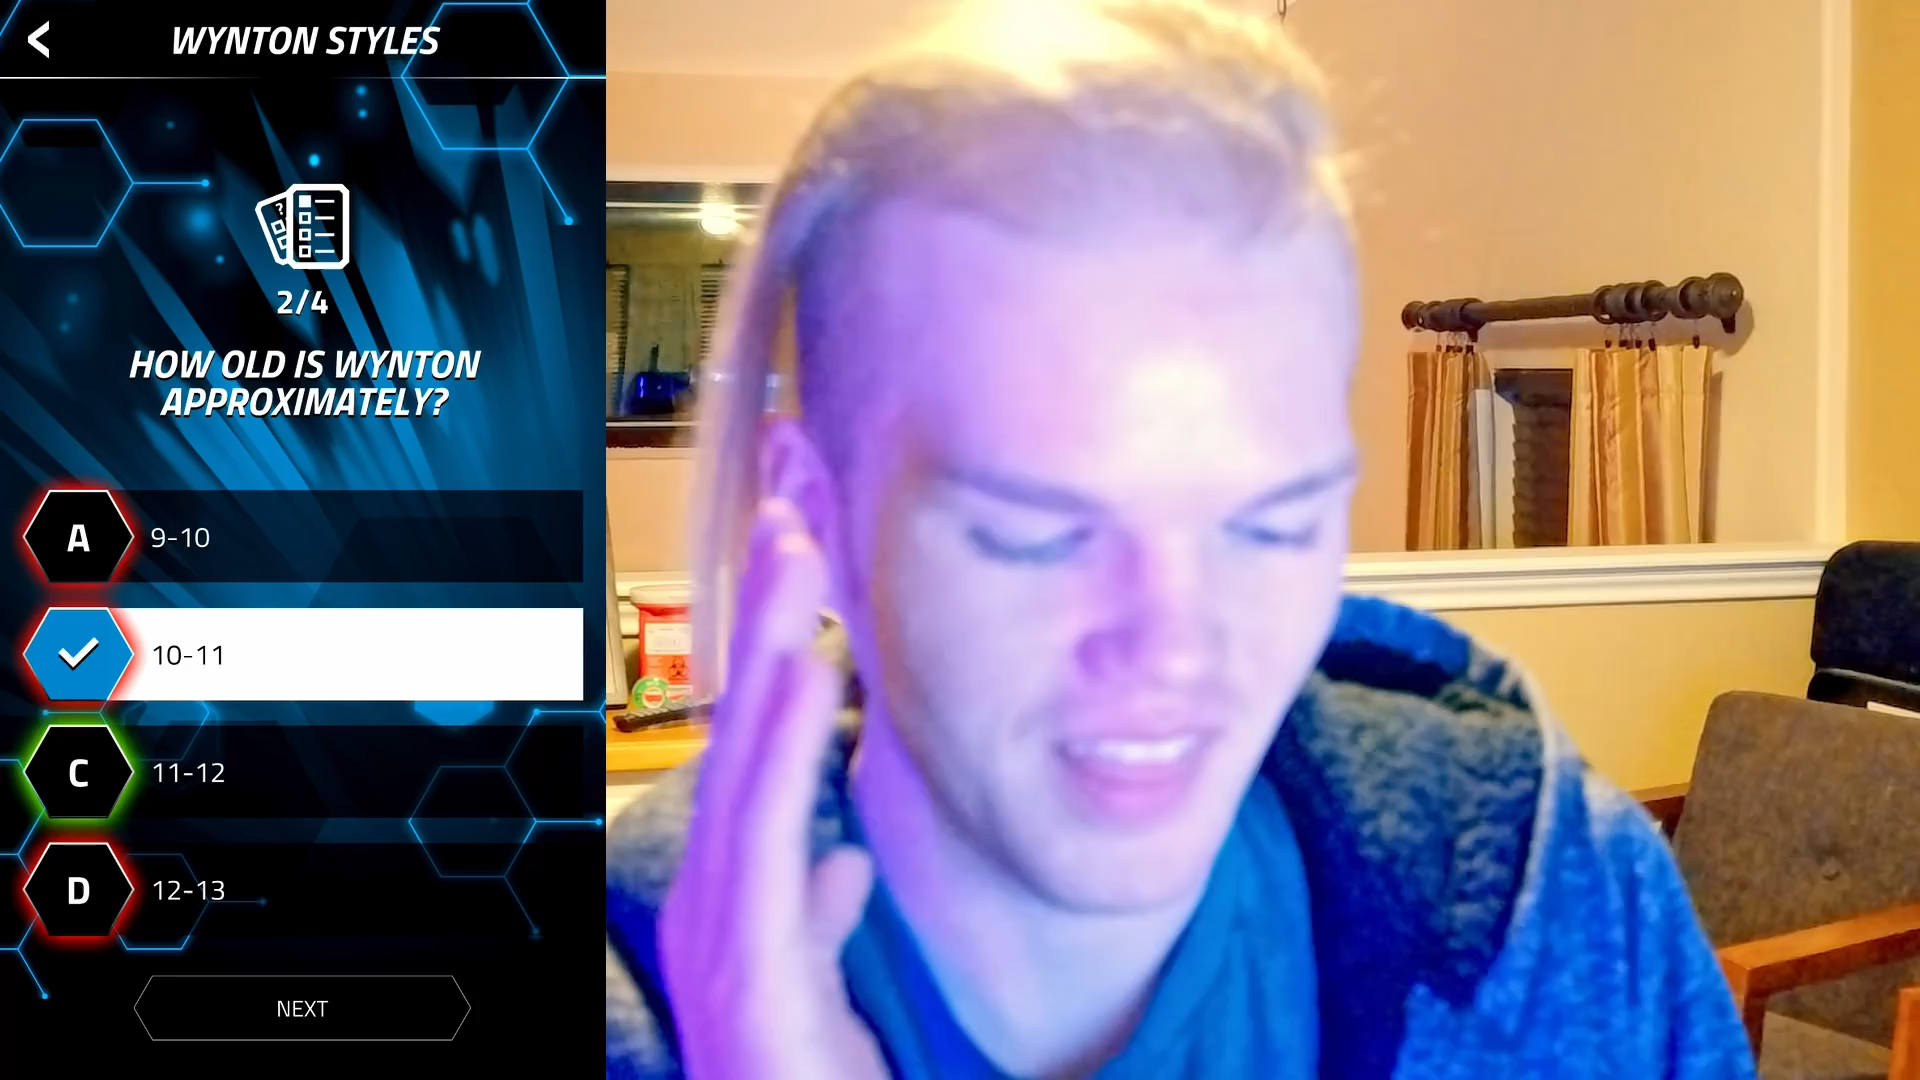 WYNTON STYLES
?
2/4
HOW OLD IS WYNTON
APPROXIMATELY?
A 9-10
10-11
C 11-12
D 12-13
NEXT